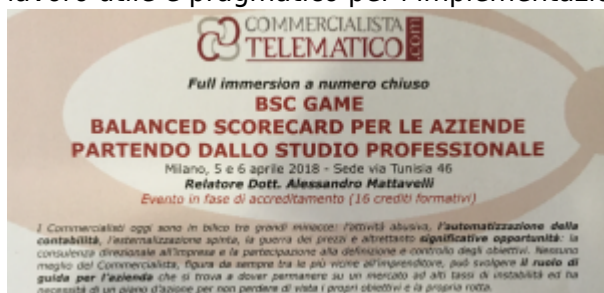 lavoro utile e pragmatico per l'implementazio
COMMERCIALISTA
TELEMATICO.com
Full immersion a numero chiuso
BSC GAME
BALANCED SCORECARD PER LE AZIENDE
PARTENDO DALLO STUDIO PROFESSIONALE
Milano, 5 e 6 aprile 2018 - Sede via Tunisia 46
Relatore Dott. Alessandro Mattavelli
Evento in fase di accreditamento (16 crediti formativi)
I Commercialisti oggi sono in bilico tre grandi minacce: l'attività abusiva, l'automatizzazione della
contabilità, l'esternalizzazione spinta, la guerra dei prezzi e altrettanto significative opportunità: la
consulenza direzionale all'impresa e la partecipazione alla definizione e controllo degli obiettivi. Nessuno
meglio del Commercialista, figura da sempre tra le più vicine all'imprenditore, può svolgere il ruolo di
guida per l'azienda che si trova a dover permanere su un mercato ad alti tassi di instabilità ed ha
necessità di un piano d'azione per non perdere di vista i propri obiettivi e la propria rotta.